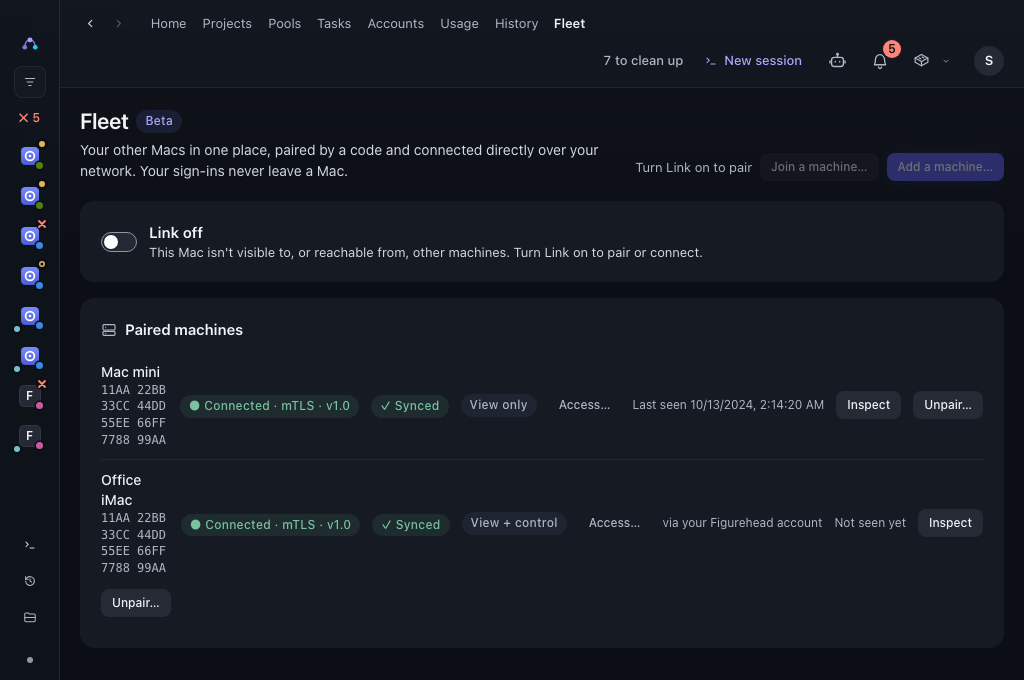 Home Projects Pools Tasks Accounts Usage History Fleet
7 to clean up New session 5 S
5
Fleet Beta
Your other Macs in one place, paired by a code and connected directly over your
network. Your sign-ins never leave a Mac.
Turn Link on to pair Join a machine... Add a machine...
Link off
This Mac isn't visible to, or reachable from, other machines. Turn Link on to pair or connect.
Paired machines
Mac mini
11AA 22BB
33CC 44DD
55EE 66FF
7788 99AA
Connected · mTLS · v1.0 ✓ Synced View only Access... Last seen 10/13/2024, 2:14:20 AM Inspect Unpair...
Office
iMac
11AA 22BB
33CC 44DD
55EE 66FF
7788 99AA
Connected · mTLS · v1.0 ✓ Synced View + control Access... via your Figurehead account Not seen yet Inspect
Unpair...
F
F